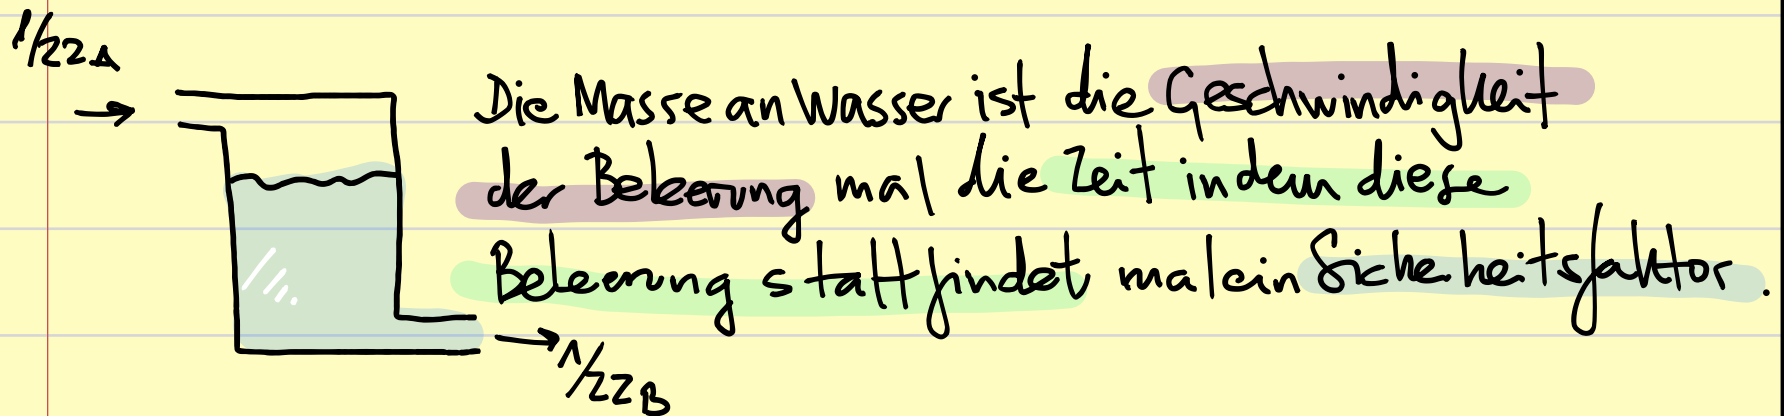 1/22A
Die Masse an Wasser ist die Geschwindigkeit
der Beleerung mal die Zeit in dem diese
Beleerung stattfindet mal ein Sicherheitsfaktor.
1/22B